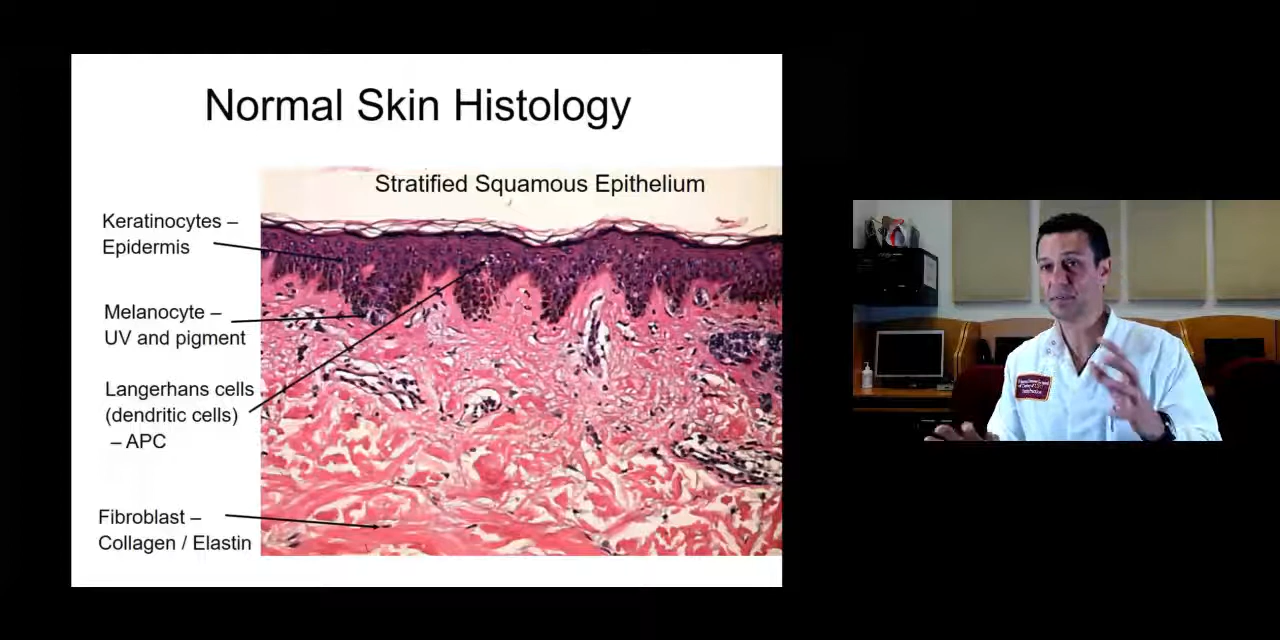 Normal Skin Histology
Stratified Squamous Epithelium
Keratinocytes –
Epidermis
Melanocyte –
UV and pigment
Langerhans cells
(dendritic cells)
– APC
Fibroblast –
Collagen / Elastin